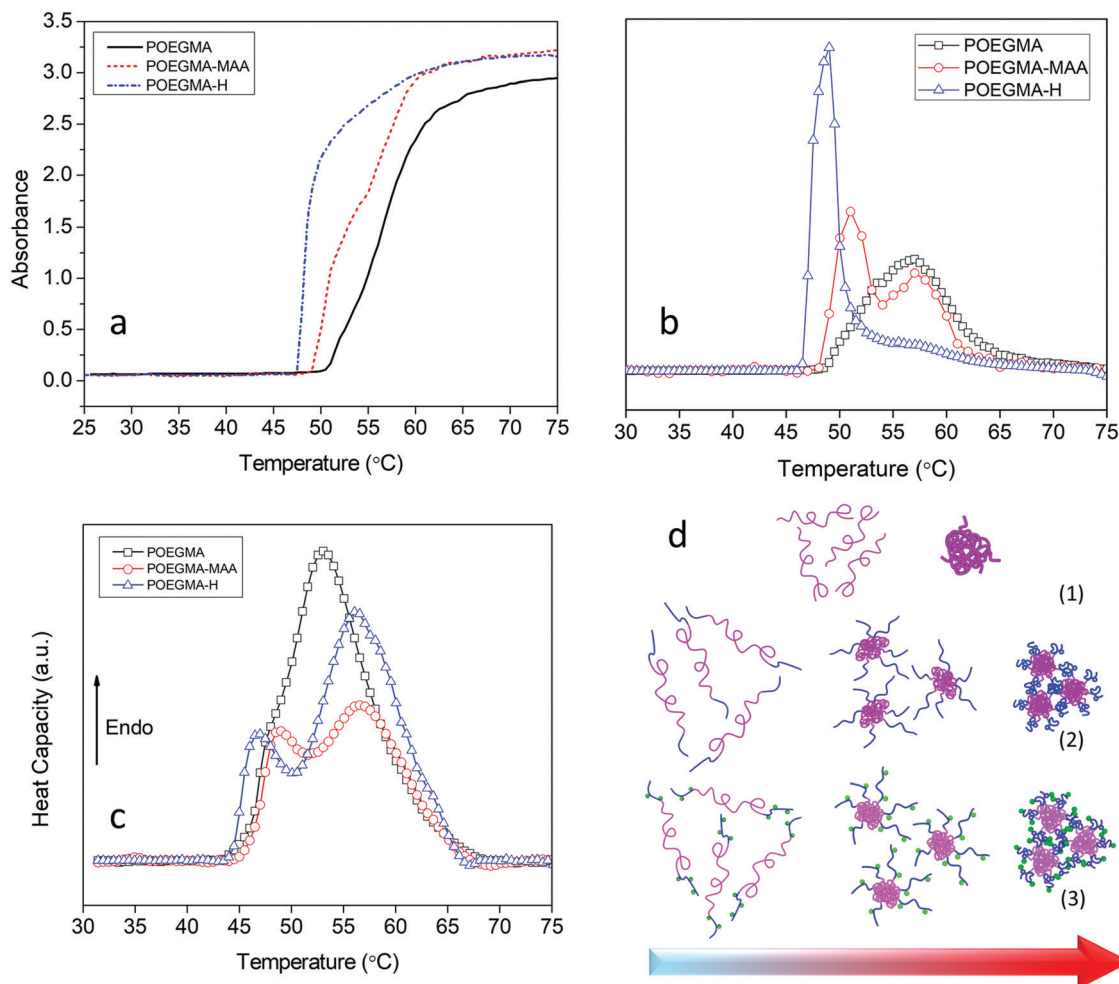 3.5
3.0
2.5
2.0
1.5
1.0
0.5
0.0
Absorbance
POEGMA
POEGMA-MAA
POEGMA-H
a
25 30 35 40 45 50 55 60 65 70 75
Temperature (°C)
POEGMA
POEGMA-MAA
POEGMA-H
b
30 35 40 45 50 55 60 65 70 75
Temperature (°C)
Heat Capacity (a.u.)
POEGMA
POEGMA-MAA
POEGMA-H
Endo
c
30 35 40 45 50 55 60 65 70 75
Temperature (°C)
d
(1)
(2)
(3)